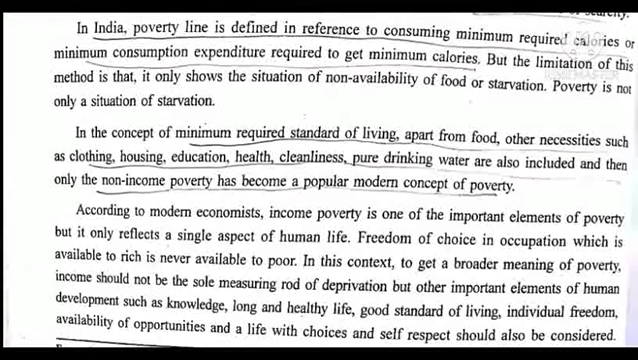 In India, poverty line is defined in reference to consuming minimum required calories or
minimum consumption expenditure required to get minimum calories. But the limitation of this
method is that, it only shows the situation of non-availability of food or starvation. Poverty is not
only a situation of starvation.
In the concept of minimum required standard of living, apart from food, other necessities such
as clothing, housing, education, health, cleanliness, pure drinking water are also included and then
only the non-income poverty has become a popular modern concept of poverty.
According to modern economists, income poverty is one of the important elements of poverty
but it only reflects a single aspect of human life. Freedom of choice in occupation which is
available to rich is never available to poor. In this context, to get a broader meaning of poverty,
income should not be the sole measuring rod of deprivation but other important elements of human
development such as knowledge, long and healthy life, good standard of living, individual freedom,
availability of opportunities and a life with choices and self respect should also be considered.